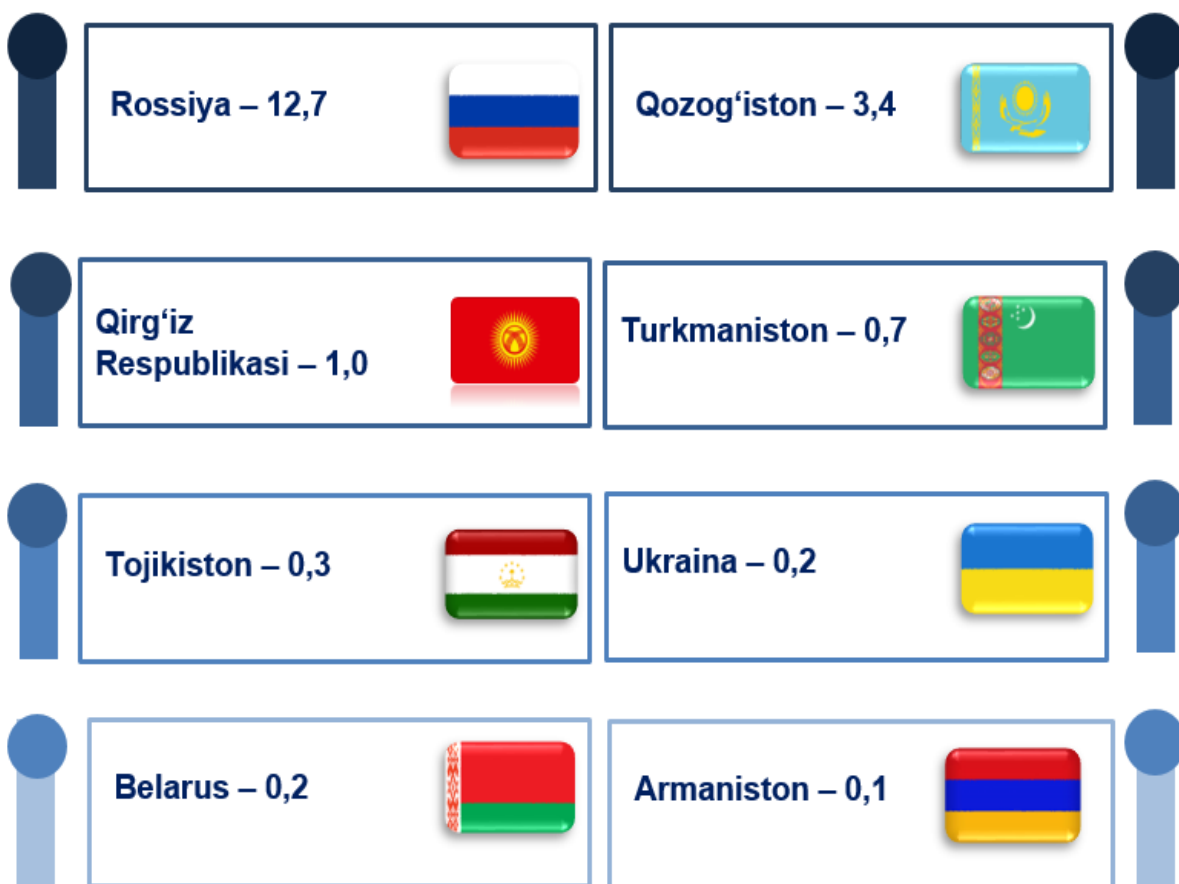 Rossiya – 12,7
Qozog‘iston – 3,4
Qirg‘iz
Respublikasi – 1,0
Turkmaniston – 0,7
Tojikiston – 0,3
Ukraina – 0,2
Belarus – 0,2
Armaniston – 0,1